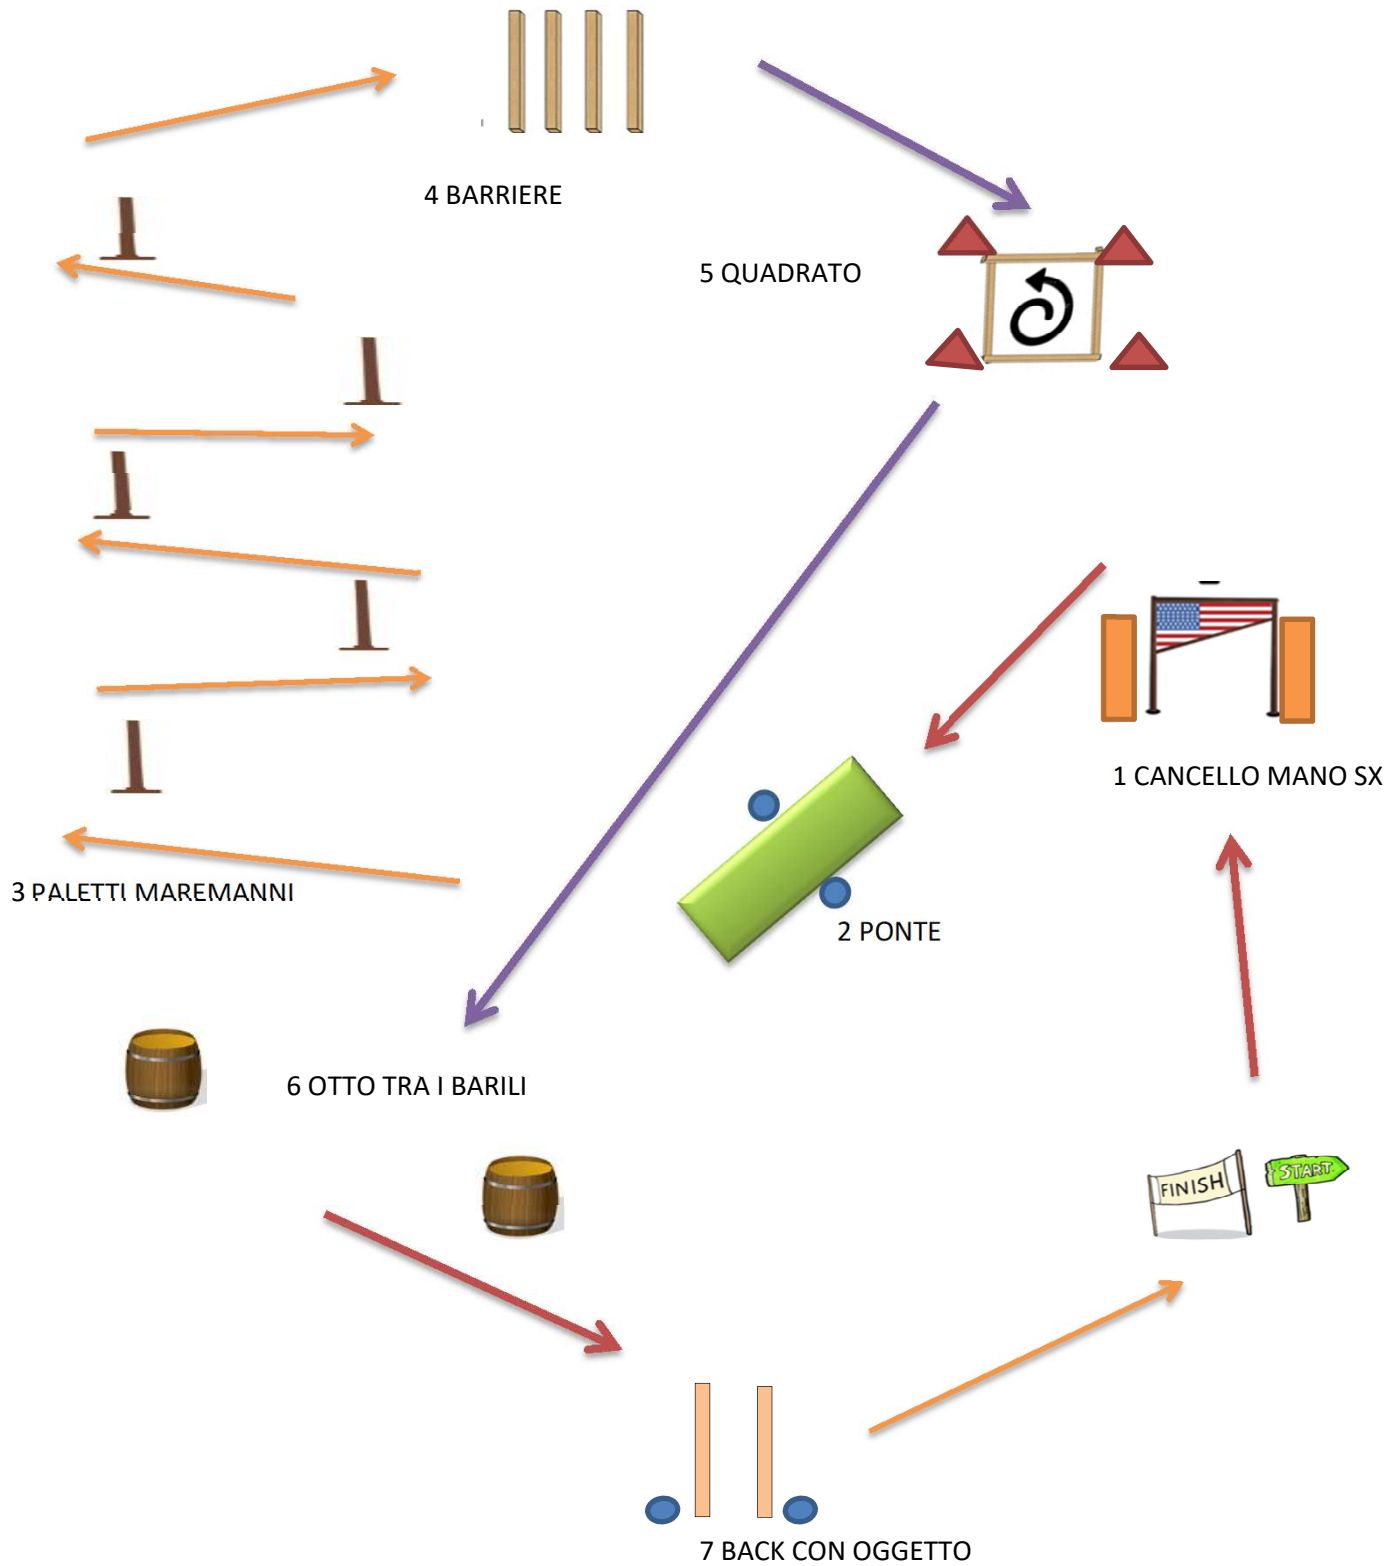 4 BARRIERE
5 QUADRATO
1 CANCELLO MANO SX
3 PALETTI MAREMANNI
2 PONTE
6 OTTO TRA I BARILI
FINISH
START
7 BACK CON OGGETTO